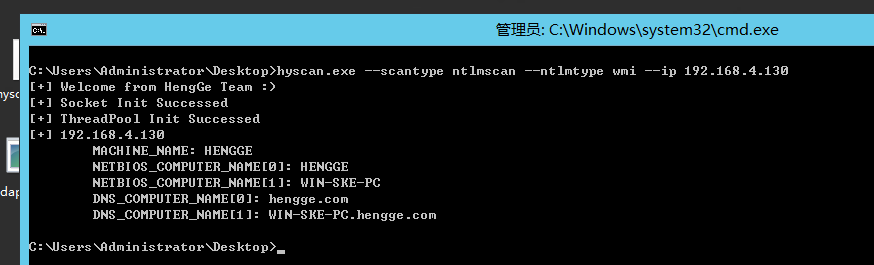 管理员: C:\Windows\system32\cmd.exe
C:\Users\Administrator\Desktop>hyscan.exe --scantype ntlmscan --ntlmtype wmi --ip 192.168.4.130
[+] Welcome from HengGe Team :)
[+] Socket Init Successed
[+] ThreadPool Init Successed
[+] 192.168.4.130
MACHINE_NAME: HENGGE
NETBIOS_COMPUTER_NAME[0]: HENGGE
NETBIOS_COMPUTER_NAME[1]: WIN-SKE-PC
DNS_COMPUTER_NAME[0]: hengge.com
DNS_COMPUTER_NAME[1]: WIN-SKE-PC.hengge.com
C:\Users\Administrator\Desktop>